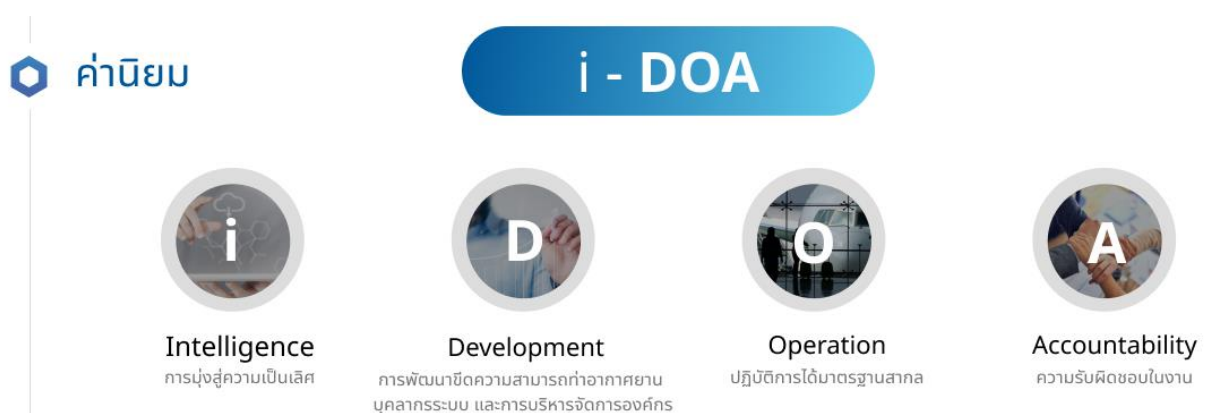 ค่านิยม
i - DOA
i
D
O
A
Intelligence
การมุ่งสู่ความเป็นเลิศ
Development
การพัฒนาขีดความสามารถท่าอากาศยาน
บุคลากรระบบ และการบริหารจัดการองค์กร
Operation
ปฏิบัติการได้มาตรฐานสากล
Accountability
ความรับผิดชอบในงาน